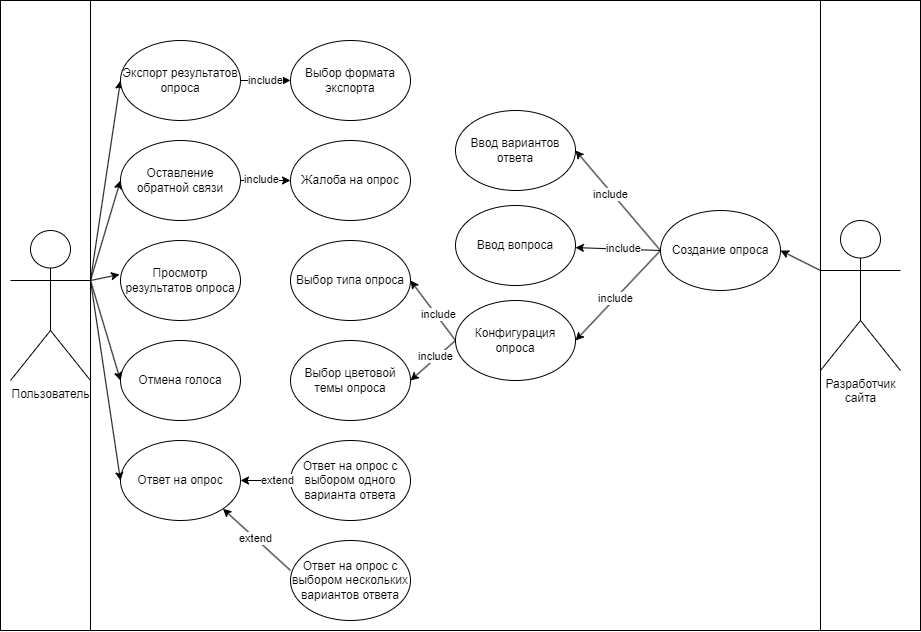 Экспорт результатов
опроса
include
Выбор формата
экспорта
Оставление
обратной связи
include
Жалоба на опрос
Просмотр
результатов опроса
Выбор типа опроса
Отмена голоса
Выбор цветовой
темы опроса
Ответ на опрос
extend
Ответ на опрос с
выбором одного
варианта ответа
extend
Ответ на опрос с
выбором нескольких
вариантов ответа
Пользователь
Ввод вариантов
ответа
include
Ввод вопроса
include
Создание опроса
include
include
Конфигурация
опроса
include
Разработчик
сайта